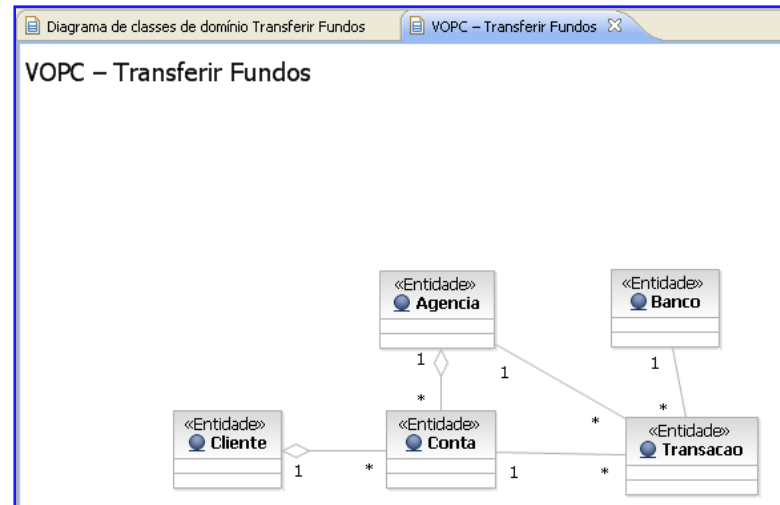 Diagrama de classes de domínio Transferir Fundos
VOPC – Transferir Fundos
VOPC – Transferir Fundos
«Entidade»
Agencia
«Entidade»
Banco
1
1
1
*
*
*
«Entidade»
Cliente
«Entidade»
Conta
«Entidade»
Transacao
1
*
1
*